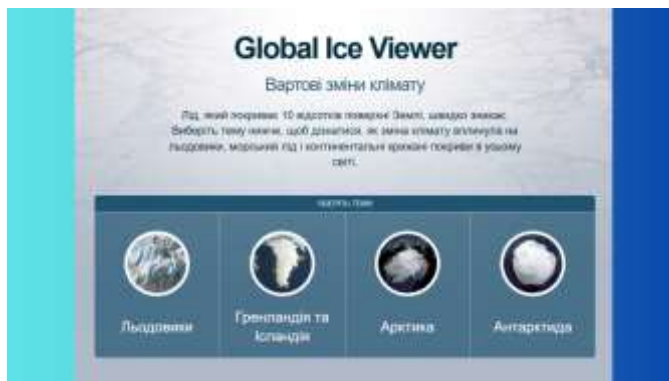 Global Ice Viewer
Вартові зміни клімату
Лід, який покриває 10 відсотків поверхні Землі, швидко зникає.
Виберіть тему нижче, щоб дізнатися, як зміна клімату вплинула на
льодовики, морський лід і континентальні крижані покриви в усьому
світі.
Льодовики
Гренландія та
Ісландія
Арктика
Антарктида